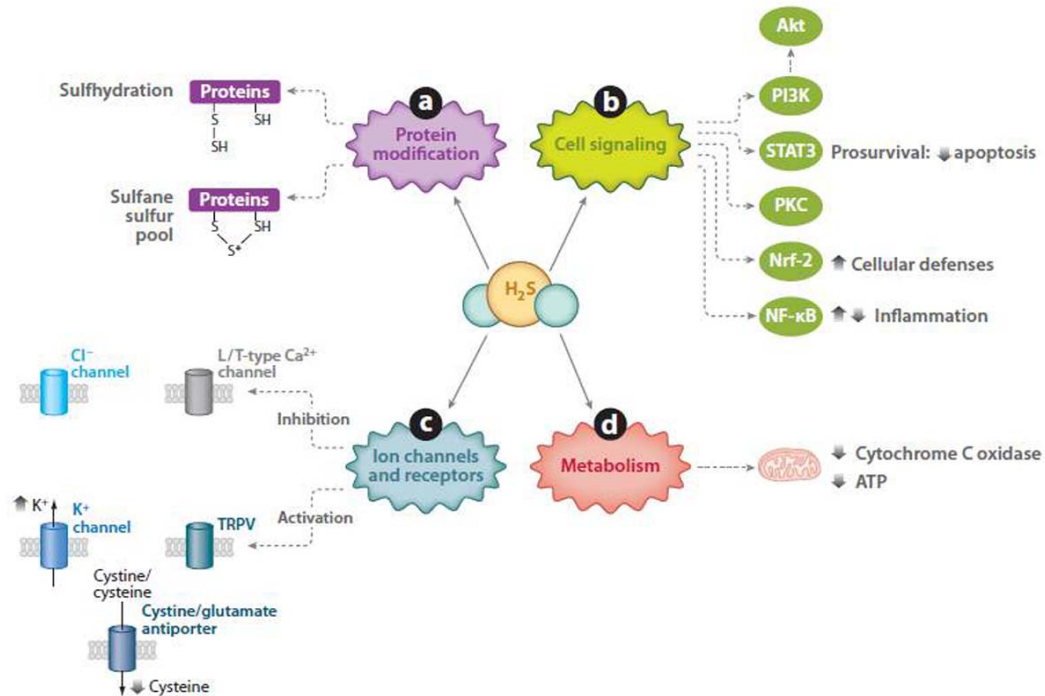 Akt
a
b
Sulfhydration
Proteins
S
SH
SH
Protein
modification
Cell signaling
PI3K
STAT3
Prosurvival: ⬇ apoptosis
Sulfane
sulfur
pool
Proteins
S
SH
S*
PKC
Nrf-2
⬆ Cellular defenses
H₂S
NF-κB
⬆ ⬇ Inflammation
Cl⁻
channel
L/T-type Ca²⁺
channel
Inhibition
c
d
Ion channels
and receptors
Metabolism
⬇ Cytochrome C oxidase
⬇ ATP
⬆ K⁺
K⁺
channel
TRPV
Activation
Cystine/
cysteine
Cystine/glutamate
antiporter
⬇ Cysteine